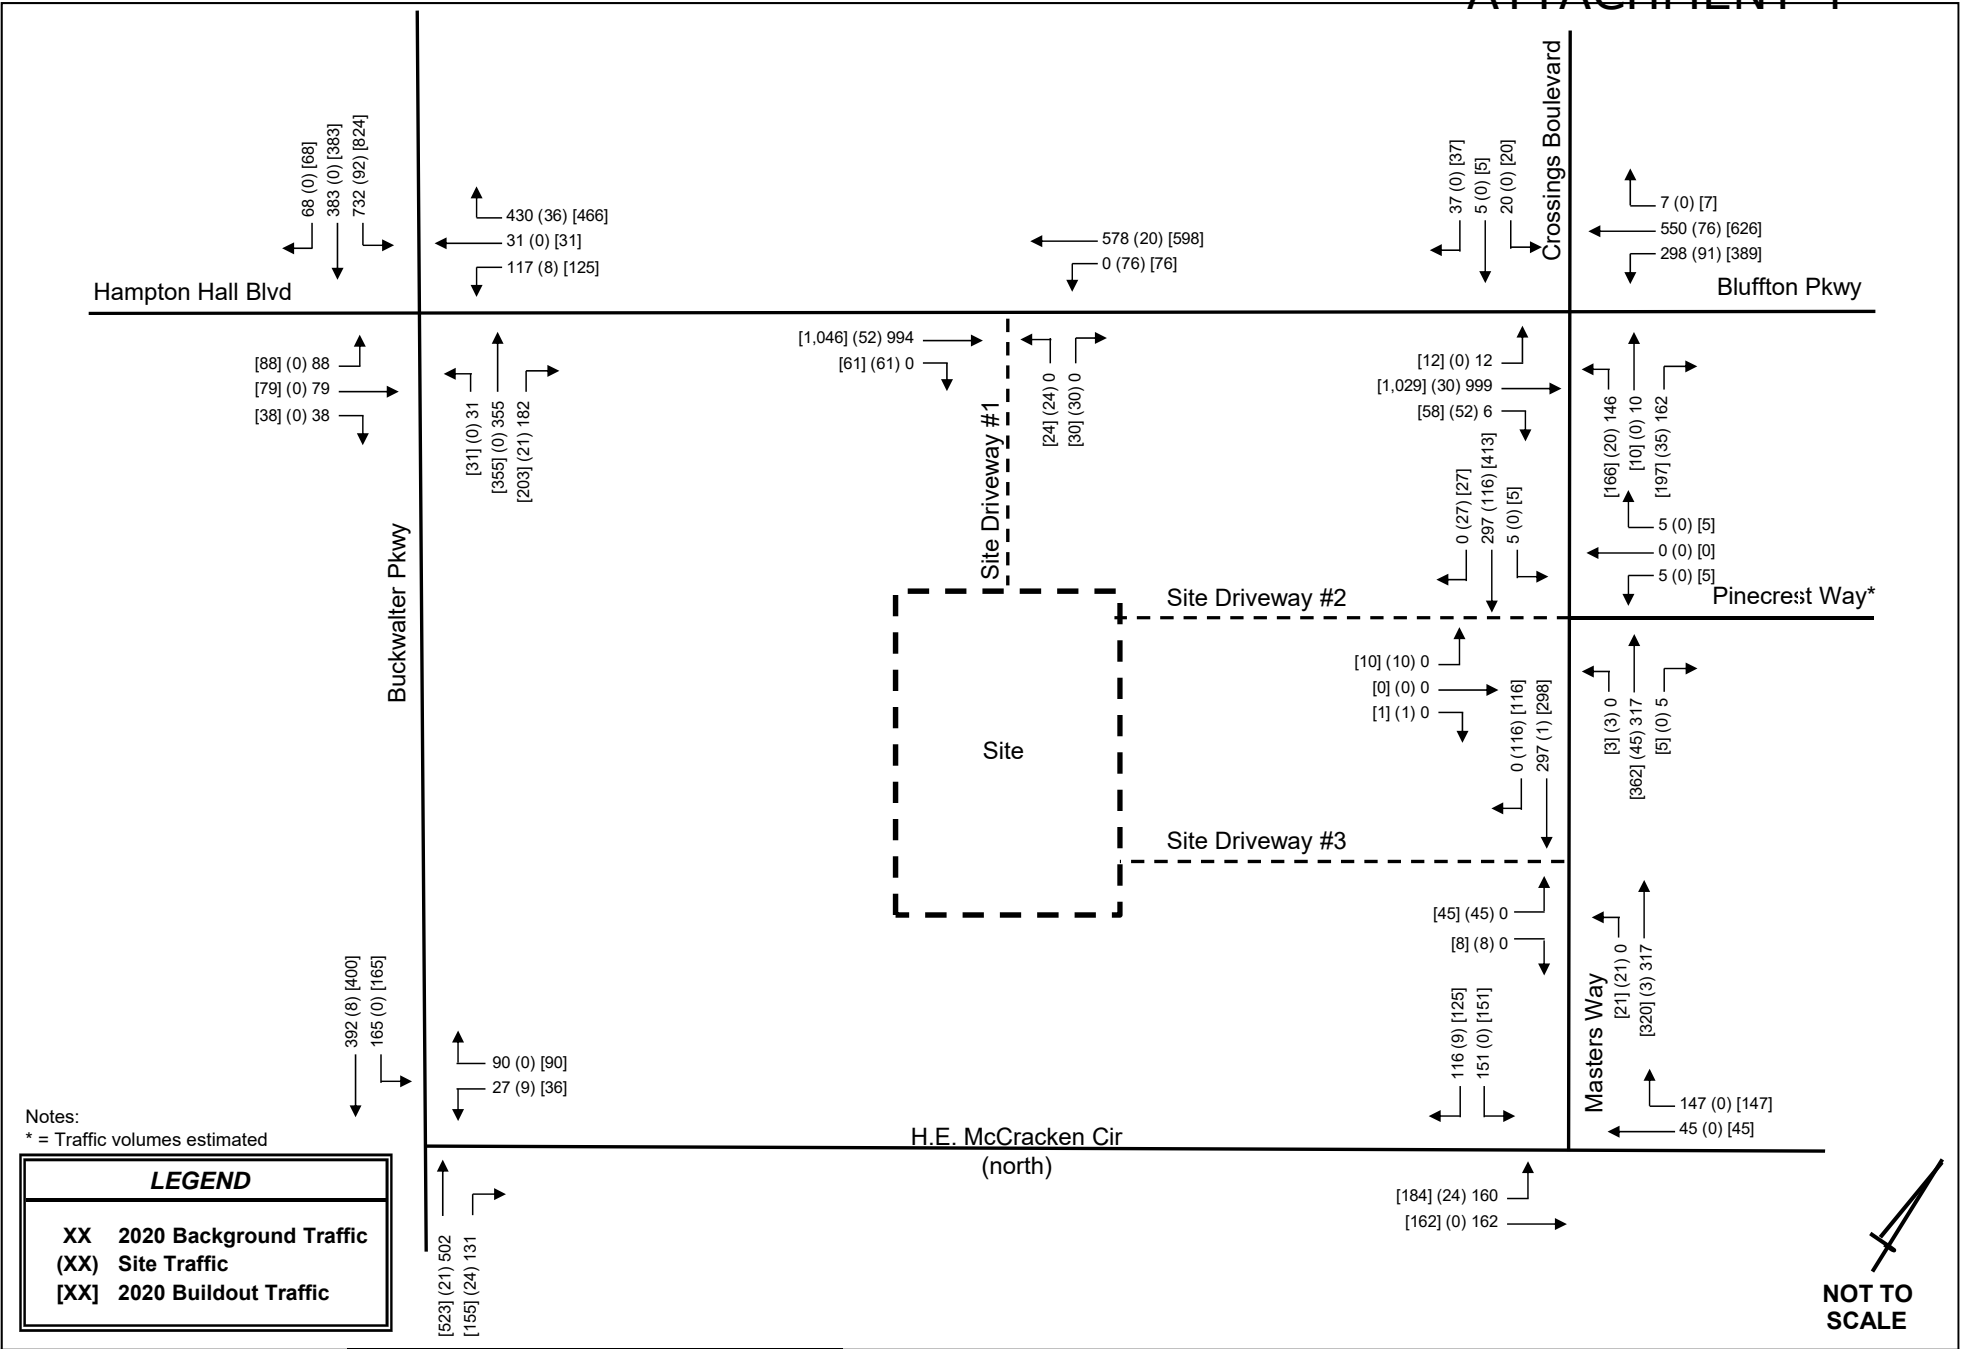 ATTACHMENT
Crossings Boulevard
68 (0) [68]
383 (0) [383]
732 (92) [824]
430 (36) [466]
31 (0) [31]
117 (8) [125]
578 (20) [598]
0 (76) [76]
37 (0) [37]
5 (0) [5]
20 (0) [20]
7 (0) [7]
550 (76) [626]
298 (91) [389]
Hampton Hall Blvd
Bluffton Pkwy
[88] (0) 88
[79] (0) 79
[38] (0) 38
[31] (0) 31
[355] (0) 355
[203] (21) 182
[1,046] (52) 994
[61] (61) 0
Site Driveway #1
[24] (24) 0
[30] (30) 0
[12] (0) 12
[1,029] (30) 999
[58] (52) 6
[166] (20) 146
[10] (0) 10
[197] (35) 162
0 (27) [27]
297 (116) [413]
5 (0) [5]
5 (0) [5]
0 (0) [0]
5 (0) [5]
Buckwalter Pkwy
Site Driveway #2
Pinecrest Way*
[10] (10) 0
[0] (0) 0
[1] (1) 0
0 (116) [116]
297 (1) [298]
[3] (3) 0
[362] (45) 317
[5] (0) 5
Site
Site Driveway #3
[45] (45) 0
[8] (8) 0
[21] (21) 0
[320] (3) 317
Masters Way
392 (8) [400]
165 (0) [165]
90 (0) [90]
27 (9) [36]
116 (9) [125]
151 (0) [151]
147 (0) [147]
45 (0) [45]
H.E. McCracken Cir
(north)
[184] (24) 160
[162] (0) 162
[523] (21) 502
[155] (24) 131
Notes:
* = Traffic volumes estimated
LEGEND
XX 2020 Background Traffic
(XX) Site Traffic
[XX] 2020 Buildout Traffic
NOT TO
SCALE